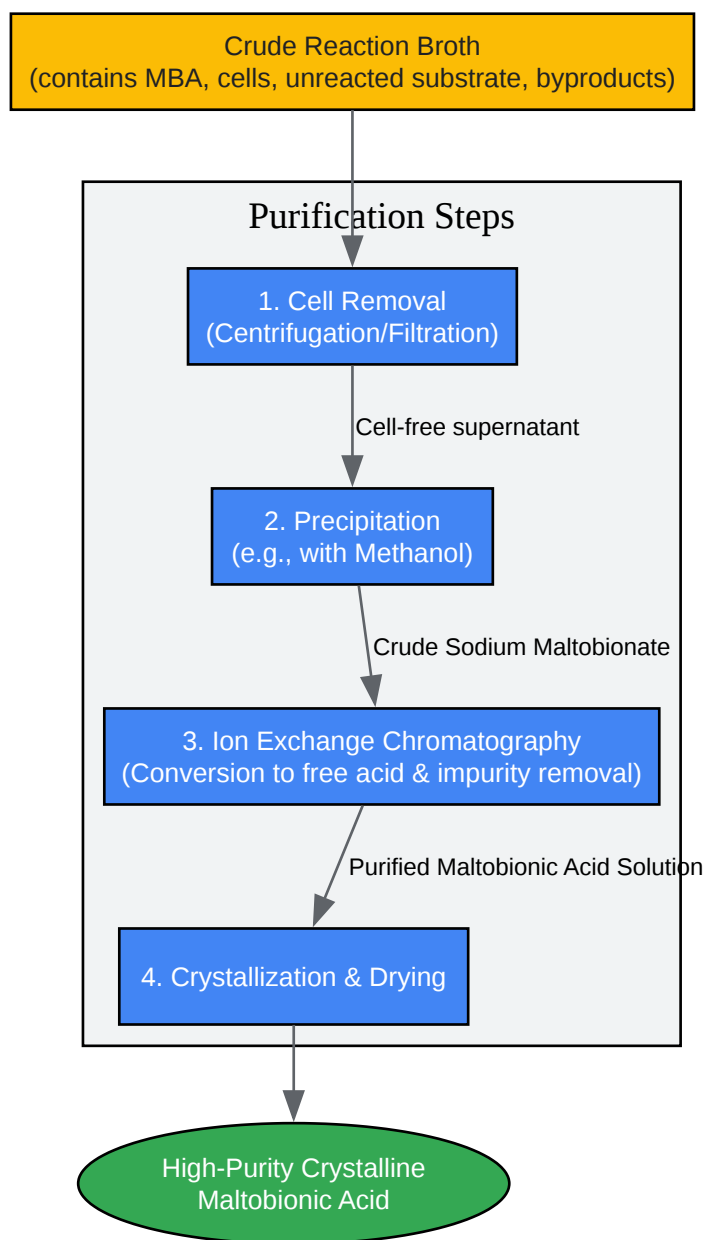 Crude Reaction Broth
(contains MBA, cells, unreacted substrate, byproducts)
Purification Steps
1. Cell Removal
(Centrifugation/Filtration)
Cell-free supernatant
2. Precipitation
(e.g., with Methanol)
Crude Sodium Maltobionate
3. Ion Exchange Chromatography
(Conversion to free acid & impurity removal)
Purified Maltobionic Acid Solution
4. Crystallization & Drying
High-Purity Crystalline
Maltobionic Acid